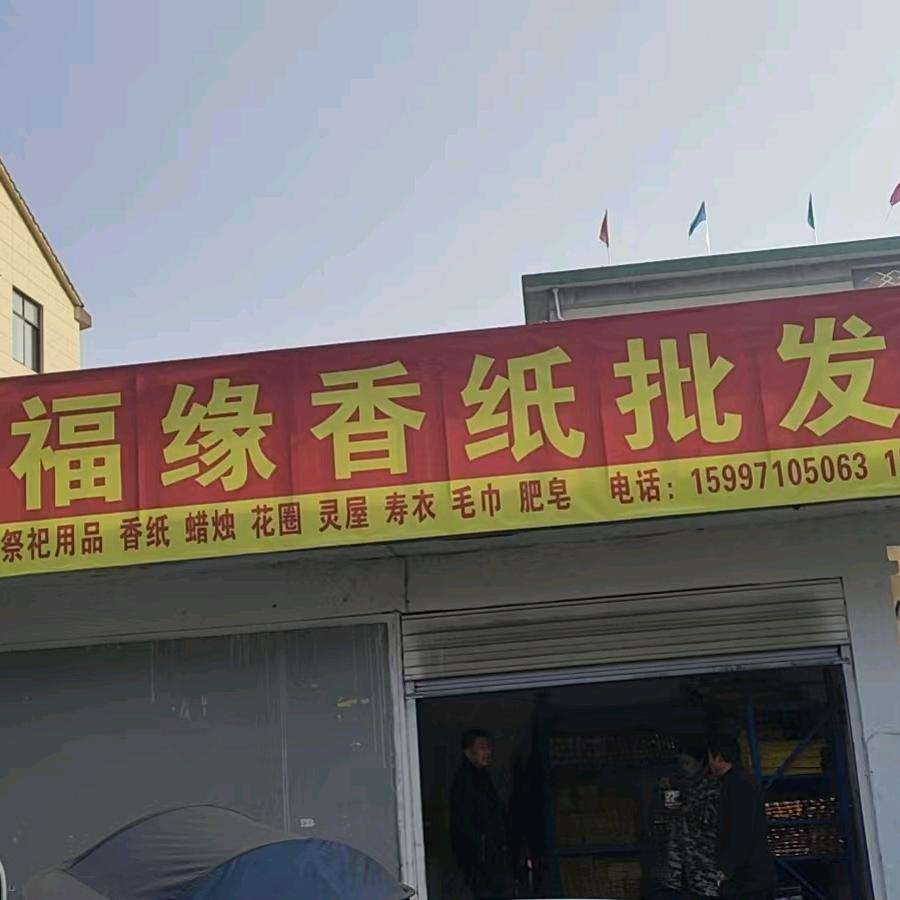 福缘香纸批发
祭祀用品 香纸 蜡烛 花圈 灵屋 寿衣 毛巾 肥皂 电话：15997105063 1